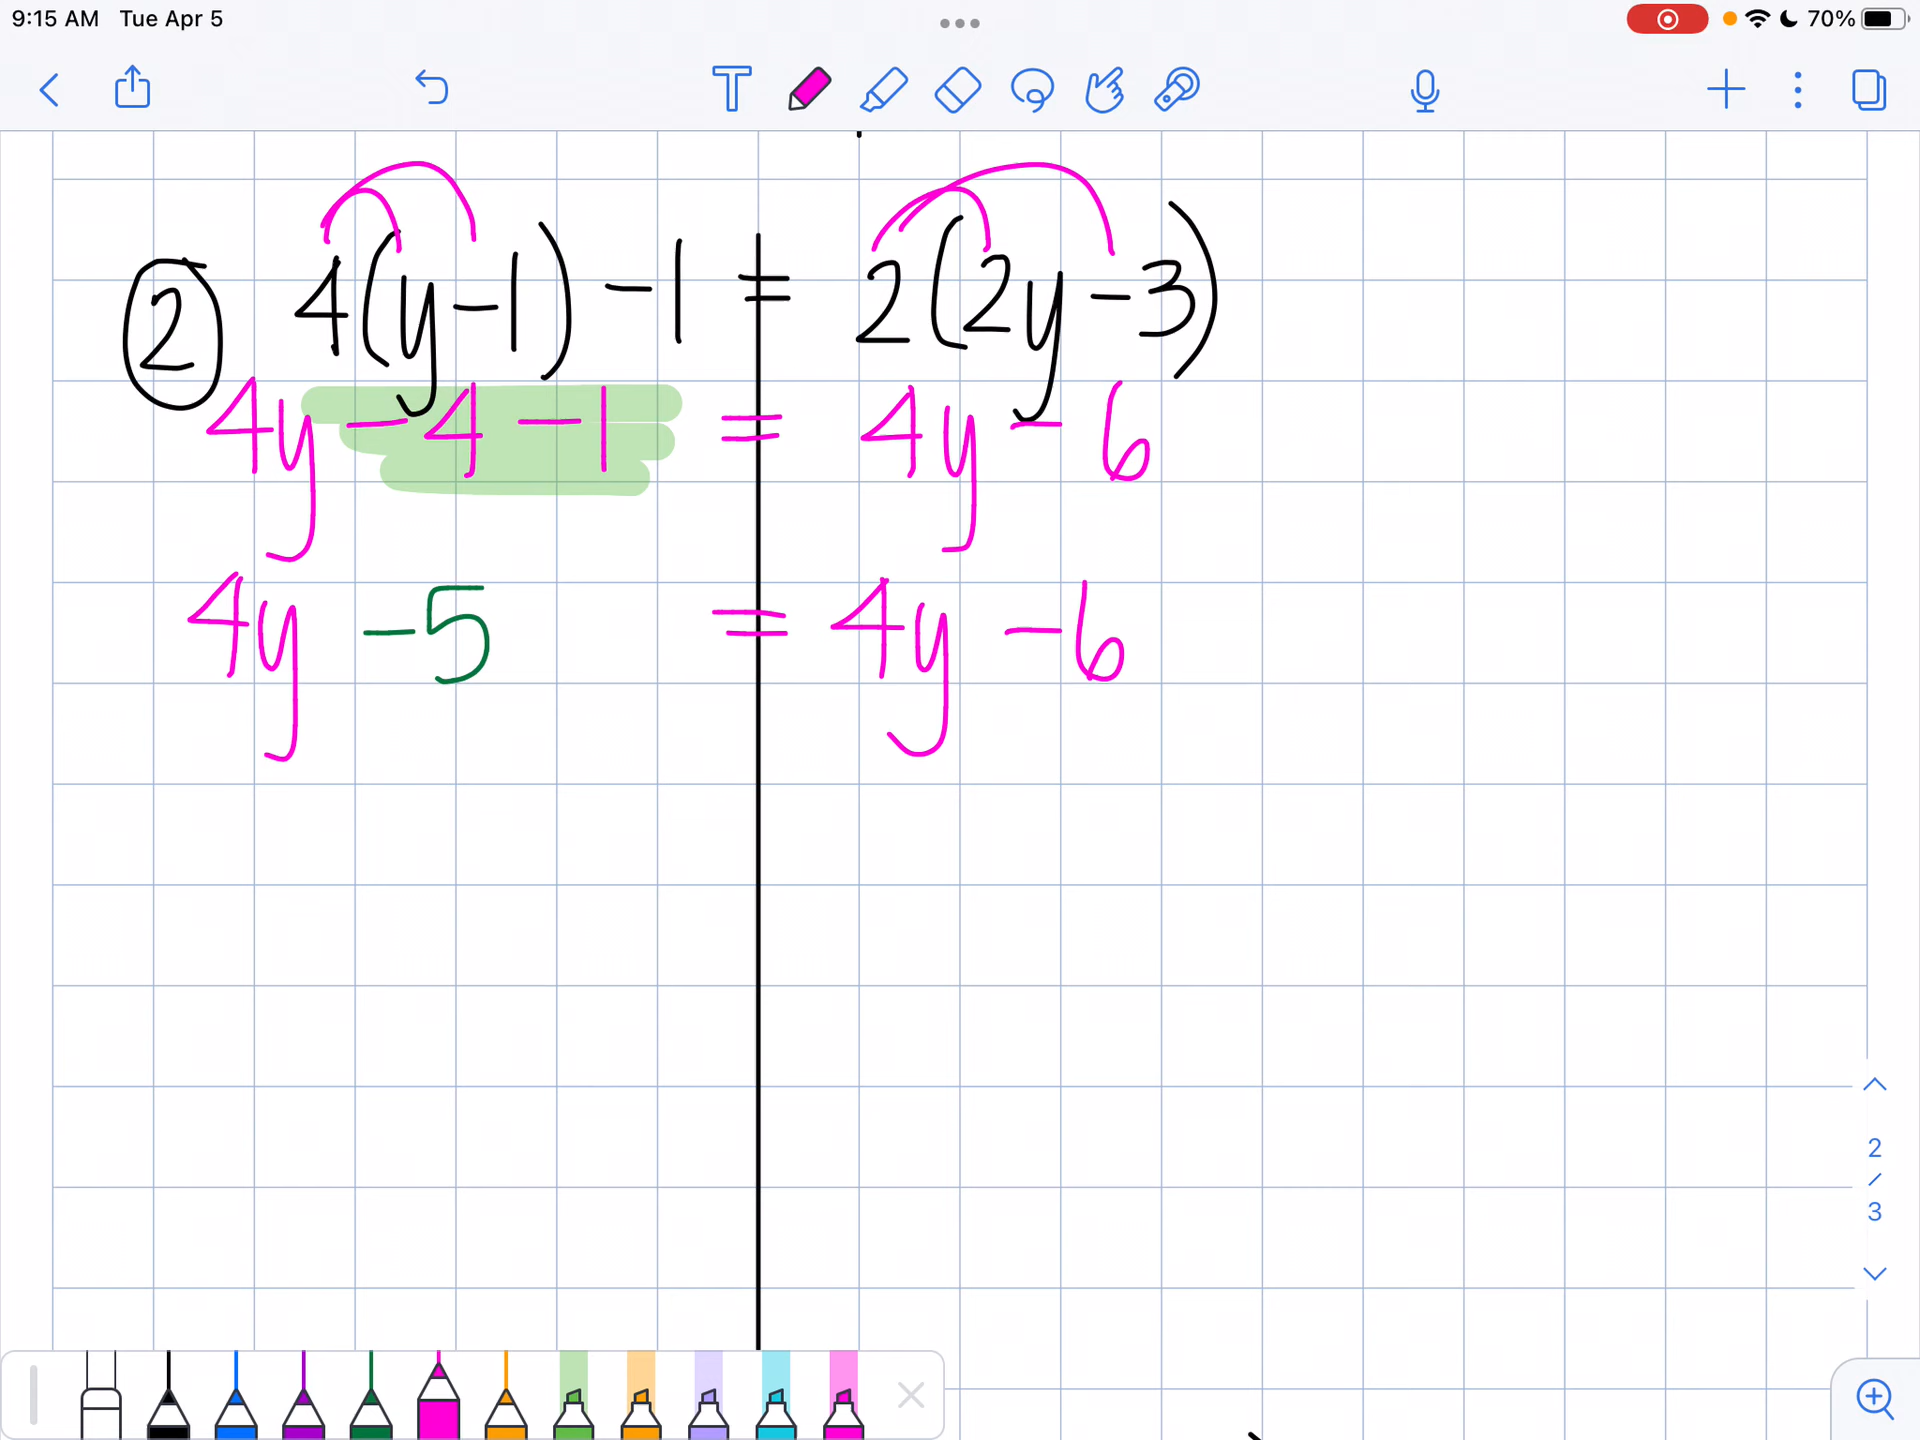 9:15 AM Tue Apr 5
70%
T
② 4(y-1)-1 = 2(2y-3)
4y -4 -1 = 4y - 6
4y -5 = 4y -6
2
/
3